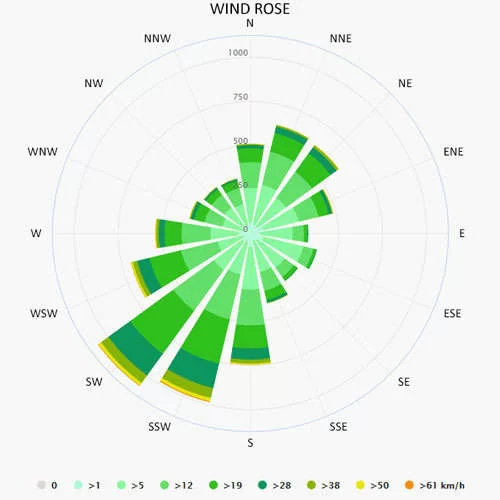 WIND ROSE
N
NNW
NNE
1000
NW
NE
750
500
WNW
ENE
250
W
0
E
WSW
ESE
SW
SE
SSW
SSE
S
0 >1 >5 >12 >19 >28 >38 >50 >61 km/h